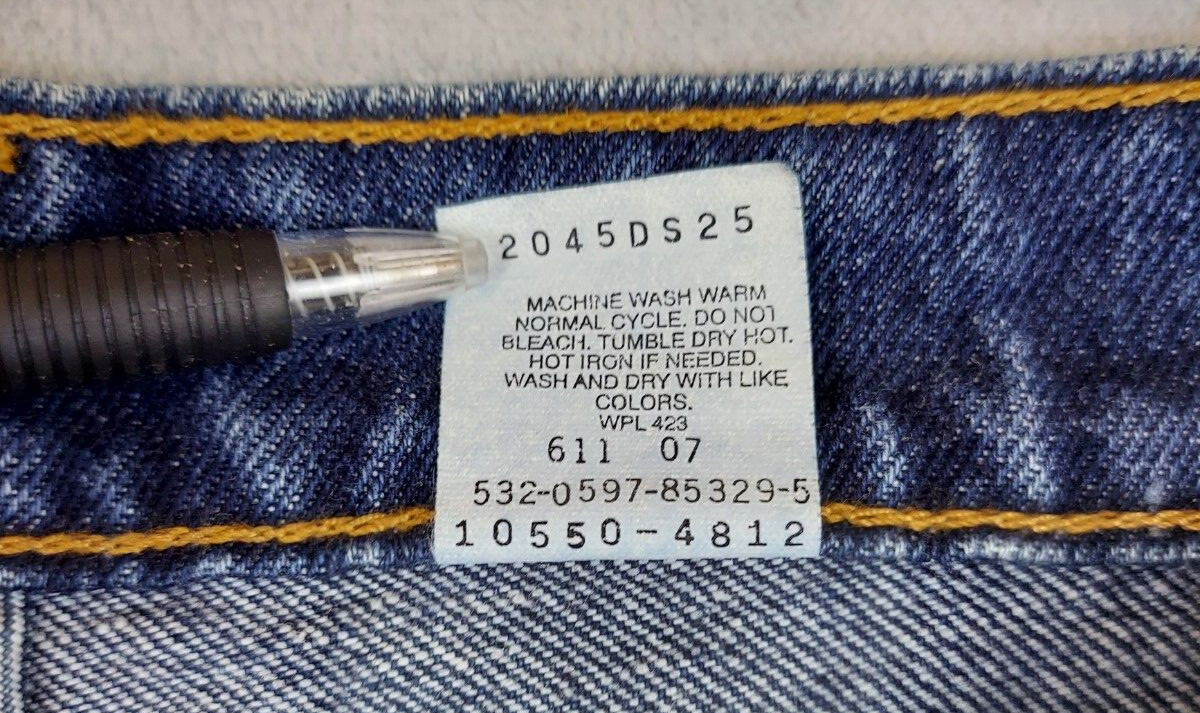 2045DS25
MACHINE WASH WARM
NORMAL CYCLE. DO NOT
BLEACH. TUMBLE DRY HOT.
HOT IRON IF NEEDED.
WASH AND DRY WITH LIKE
COLORS.
WPL 423
611 07
532-0597-85329-5
10550-4812